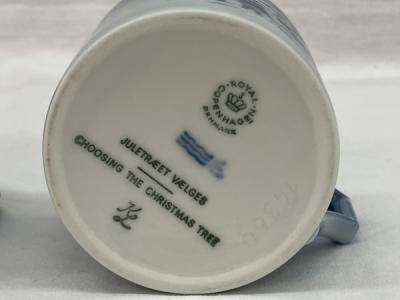 ROYAL
COPENHAGEN
DENMARK
JULETRÆET VÆLGES
CHOOSING THE CHRISTMAS TREE